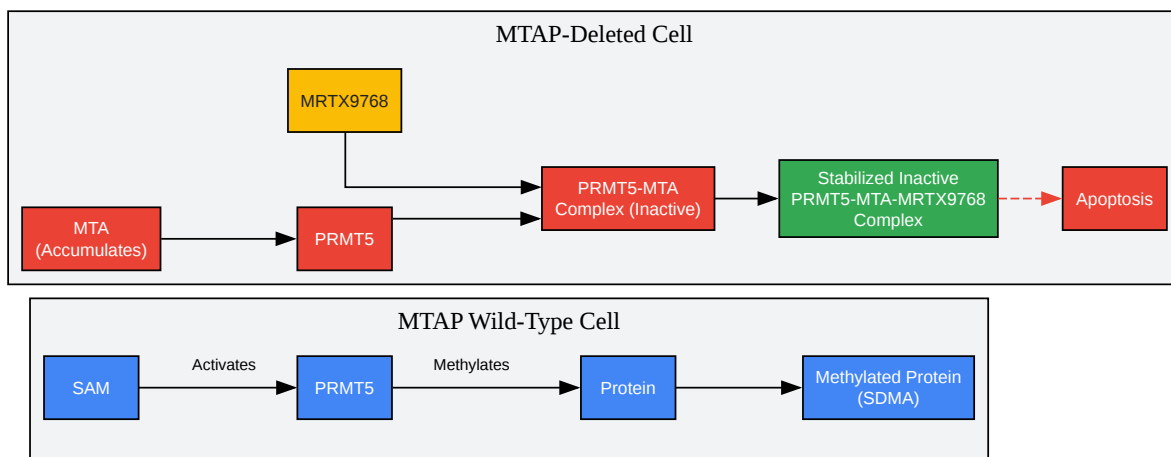 MTAP-Deleted Cell
MRTX9768
MTA
(Accumulates)
PRMT5
PRMT5-MTA
Complex (Inactive)
Stabilized Inactive
PRMT5-MTA-MRTX9768
Complex
Apoptosis
MTAP Wild-Type Cell
SAM
Activates
PRMT5
Methylates
Protein
Methylated Protein
(SDMA)